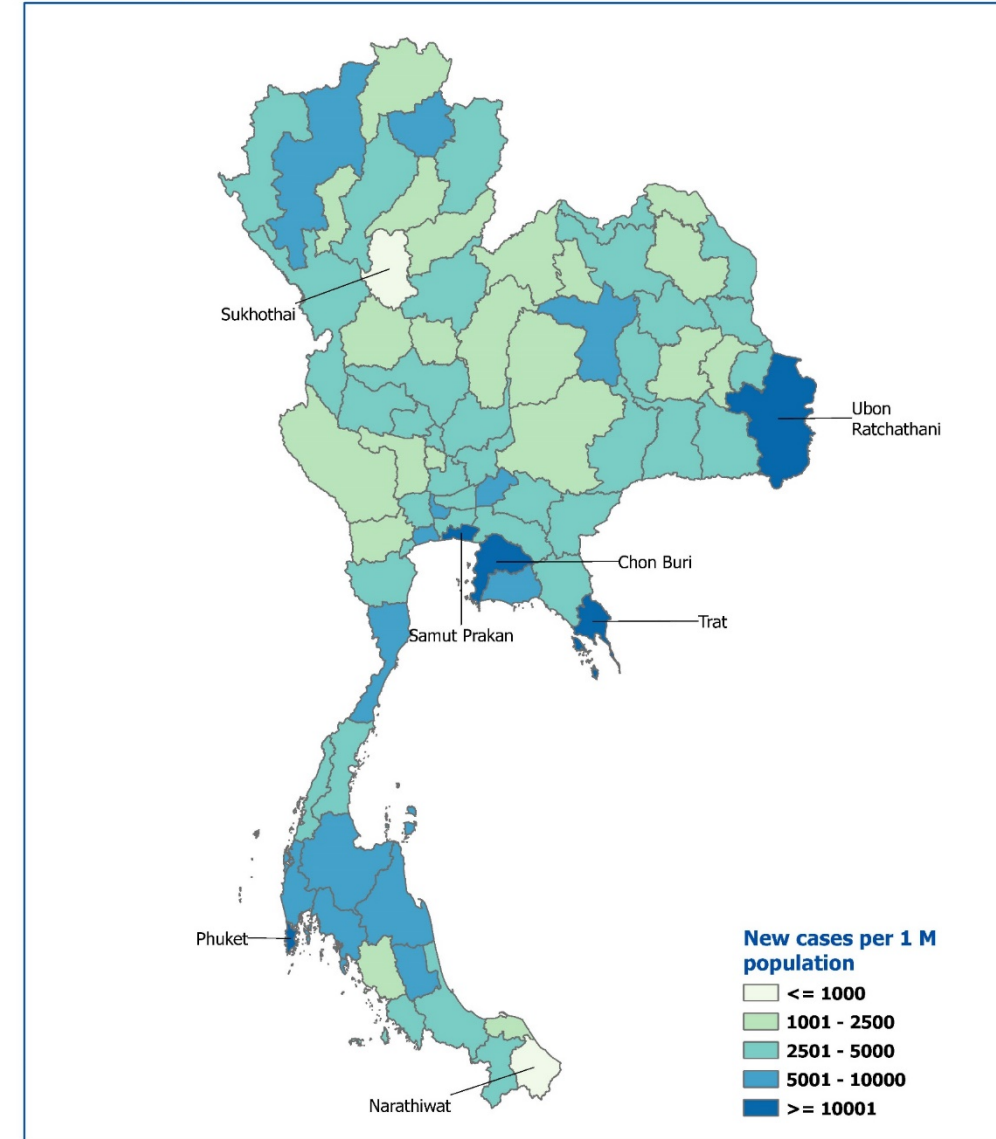 Sukhothai
Ubon
Ratchathani
Chon Buri
Trat
Samut Prakan
Phuket
Narathiwat
New cases per 1 M
population
<= 1000
1001 - 2500
2501 - 5000
5001 - 10000
>= 10001